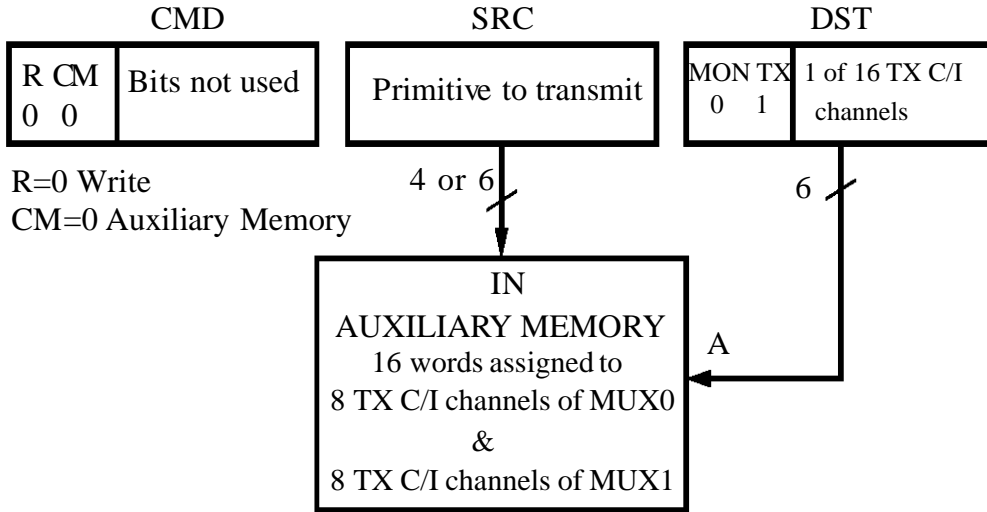 CMD SRC DST
R CM Bits not used
0 0
Primitive to transmit
MON TX 1 of 16 TX C/I
0 1 channels
R=0 Write
CM=0 Auxiliary Memory
4 or 6
6
IN
AUXILIARY MEMORY
16 words assigned to
8 TX C/I channels of MUX0
&
8 TX C/I channels of MUX1
A